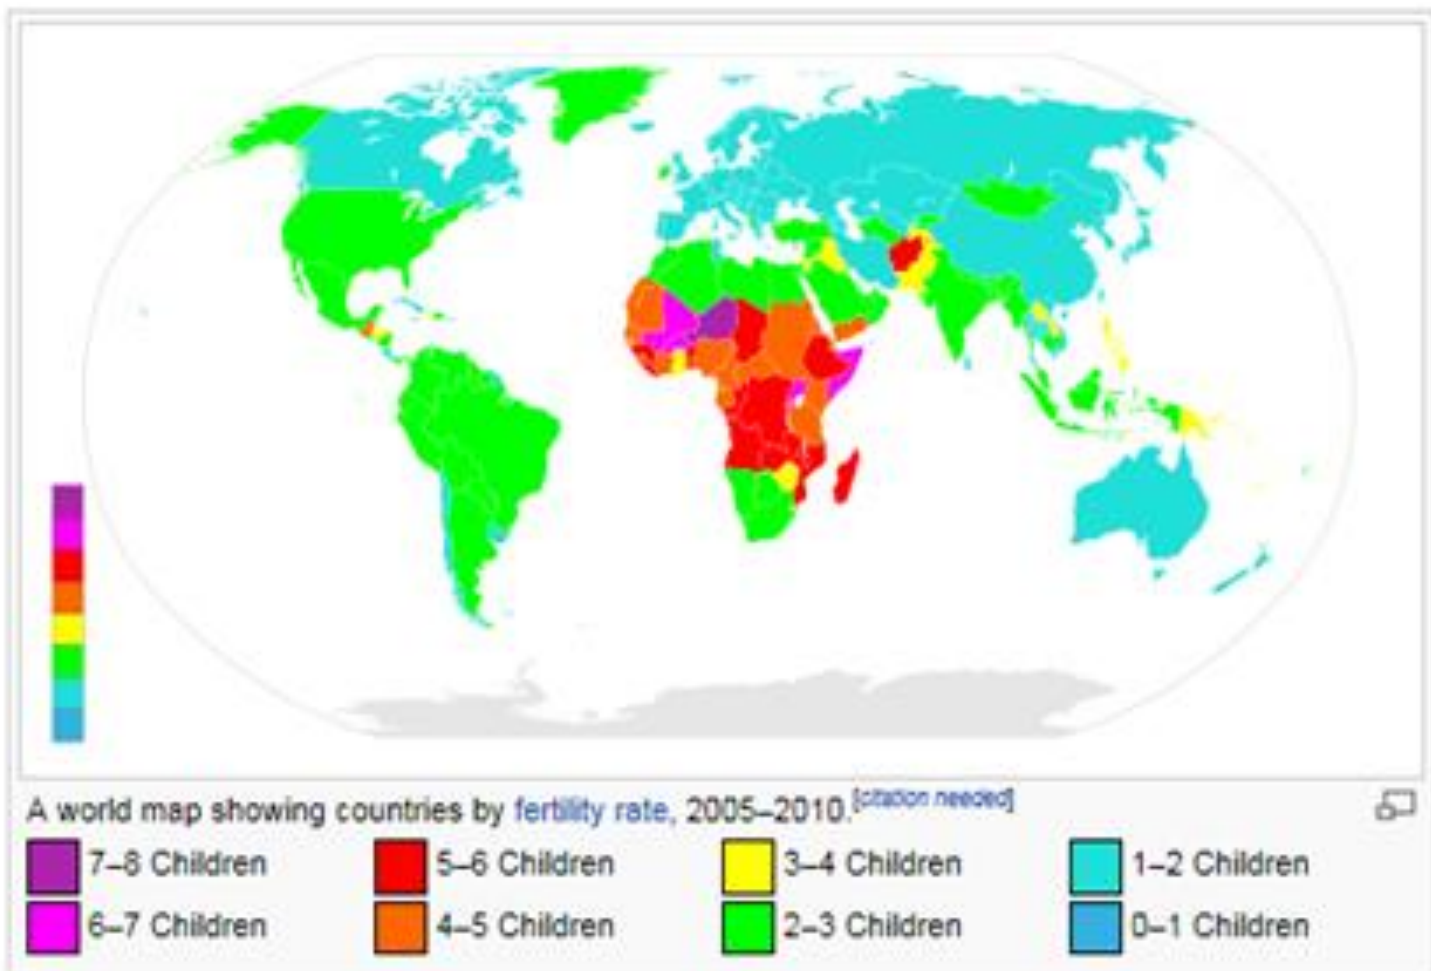 A world map showing countries by fertility rate, 2005–2010.[citation needed]
7–8 Children 5–6 Children 3–4 Children 1–2 Children
6–7 Children 4–5 Children 2–3 Children 0–1 Children